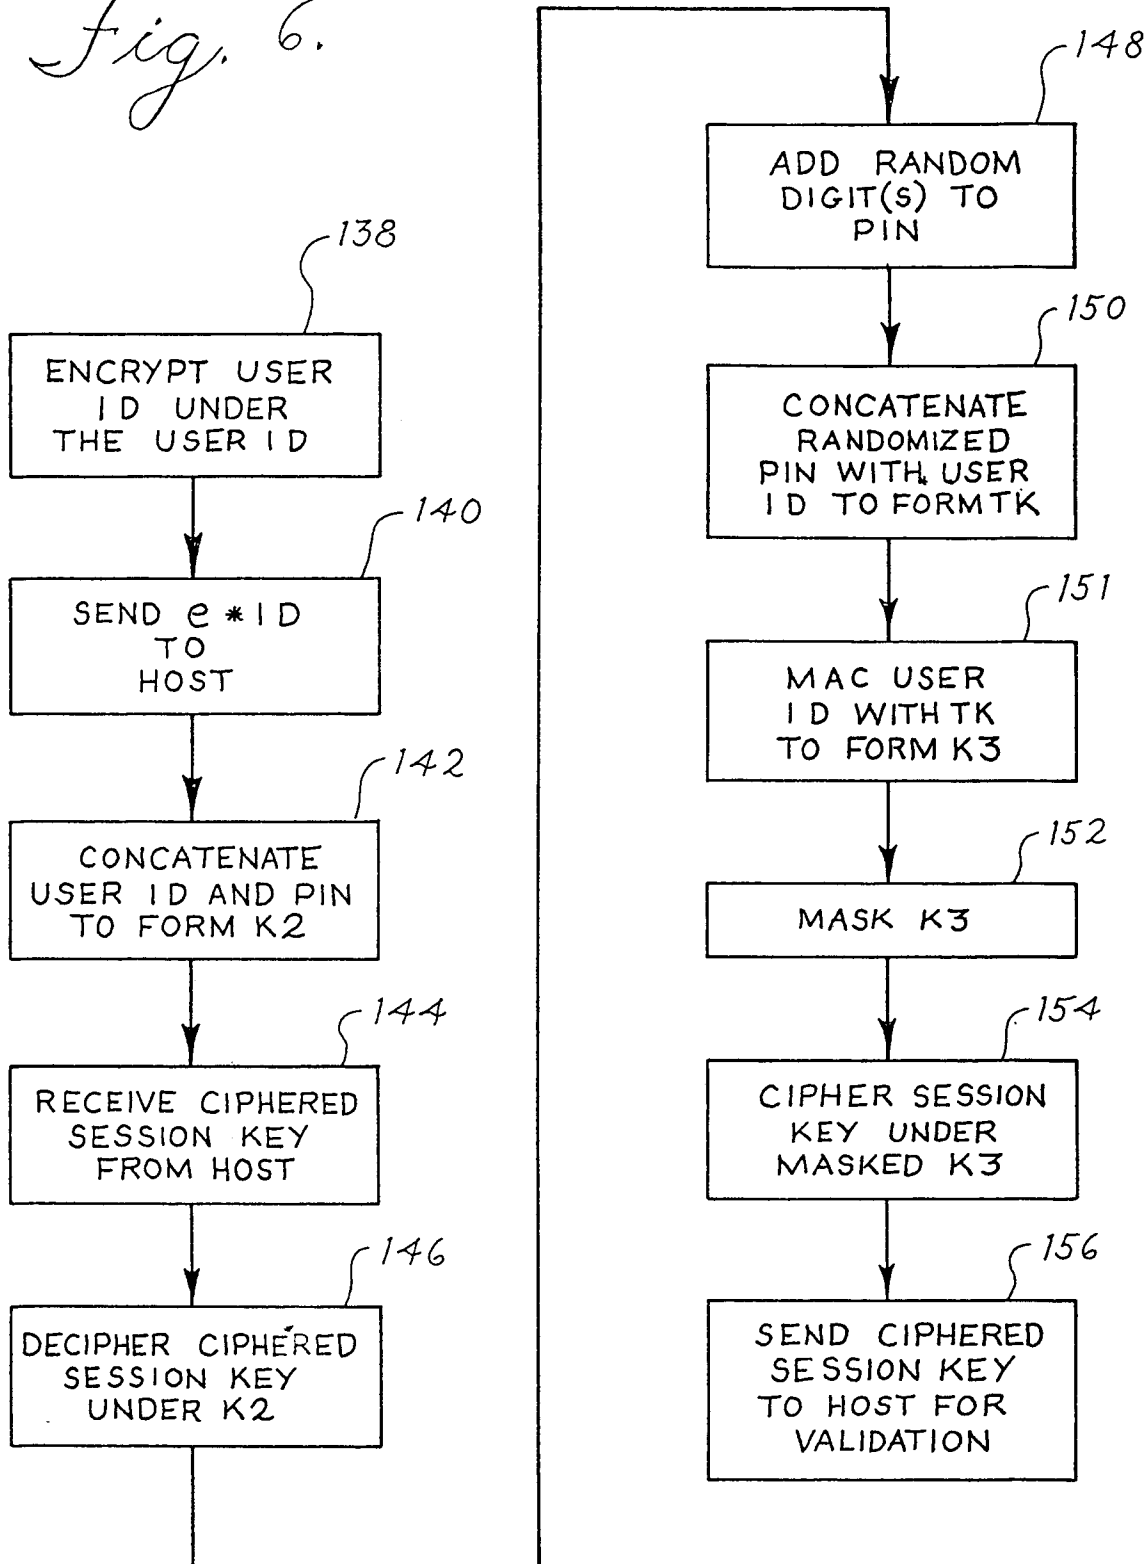 Fig. 6.
138
ENCRYPT USER
ID UNDER
THE USER ID
140
SEND e*ID
TO
HOST
142
CONCATENATE
USER ID AND PIN
TO FORM K2
144
RECEIVE CIPHERED
SESSION KEY
FROM HOST
146
DECIPHER CIPHERED
SESSION KEY
UNDER K2
148
ADD RANDOM
DIGIT(S) TO
PIN
150
CONCATENATE
RANDOMIZED
PIN WITH USER
ID TO FORM TK
151
MAC USER
ID WITH TK
TO FORM K3
152
MASK K3
154
CIPHER SESSION
KEY UNDER
MASKED K3
156
SEND CIPHERED
SESSION KEY
TO HOST FOR
VALIDATION